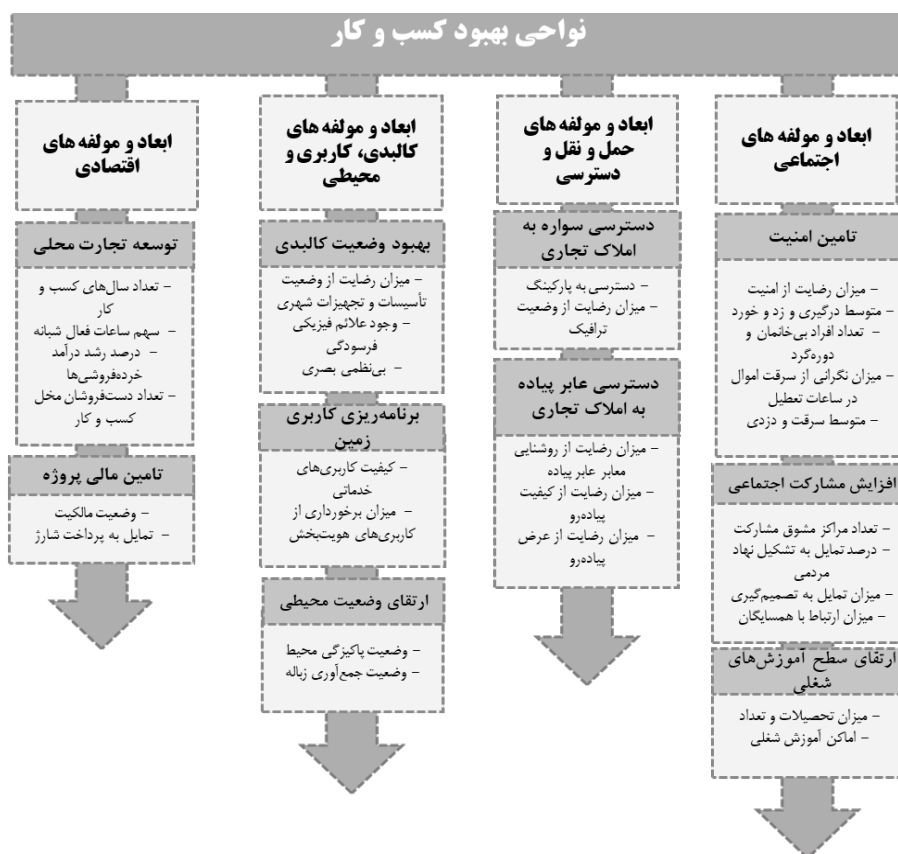 نواحی بهبود کسب و کار
ابعاد و مولفه های
اجتماعی
تامین امنیت
- میزان رضایت از امنیت
- متوسط درگیری و زد و خورد
- تعداد افراد بی‌خانمان و
دوره‌گرد
- میزان نگرانی از سرقت اموال
در ساعات تعطیل
- متوسط سرقت و دزدی
افزایش مشارکت اجتماعی
- تعداد مراکز مشوق مشارکت
- درصد تمایل به تشکیل نهاد
مردمی
- میزان تمایل به تصمیم‌گیری
- میزان ارتباط با همسایگان
ارتقای سطح آموزش‌های
شغلی
- میزان تحصیلات و تعداد
- اماکن آموزش شغلی
ابعاد و مولفه های
حمل و نقل و
دسترسی
دسترسی سواره به
املاک تجاری
- دسترسی به پارکینگ
- میزان رضایت از وضعیت
ترافیک
دسترسی عابر پیاده
به املاک تجاری
- میزان رضایت از روشنایی
معابر عابر پیاده
- میزان رضایت از کیفیت
پیاده‌رو
- میزان رضایت از عرض
پیاده‌رو
ابعاد و مولفه های
کالبدی، کاربری و
محیطی
بهبود وضعیت کالبدی
- میزان رضایت از وضعیت
تأسیسات و تجهیزات شهری
- وجود علائم فیزیکی
فرسودگی
- بی‌نظمی بصری
برنامه‌ریزی کاربری
زمین
- کیفیت کاربری‌های
خدماتی
- میزان برخورداری از
کاربری‌های هویت‌بخش
ارتقای وضعیت محیطی
- وضعیت پاکیزگی محیط
- وضعیت جمع‌آوری زباله
ابعاد و مولفه های
اقتصادی
توسعه تجارت محلی
- تعداد سال‌های کسب و
کار
- سهم ساعات فعال شبانه
- درصد رشد درآمد
خرده‌فروشی‌ها
- تعداد دست‌فروشان مخل
کسب و کار
تامین مالی پروژه
- وضعیت مالکیت
- تمایل به پرداخت شارژ